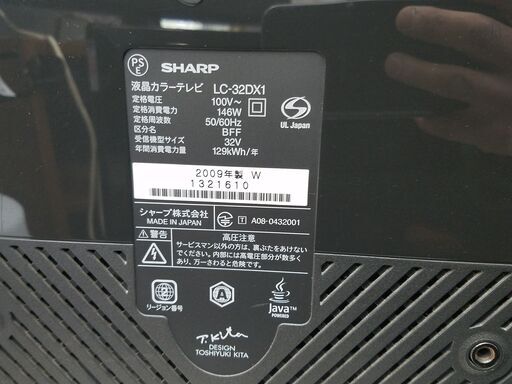 PS
E
SHARP
液晶カラーテレビ LC-32DX1
定格電圧 100V～
定格消費電力 146W
定格周波数 50/60Hz
区分名 BFF
受信機型サイズ 32V
年間消費電力量 129kWh/年
UL Japan
2009年製 W
1321610
シャープ株式会社
MADE IN JAPAN
T A08-0432001
警告 高圧注意
サービスマン以外の方は、裏ぶたをあけない
でください。内部には高電圧部分が数多く
あり、万一さわると危険です。
2
リージョン番号
A
Java™
POWERED
T.Kita
DESIGN
TOSHIYUKI KITA